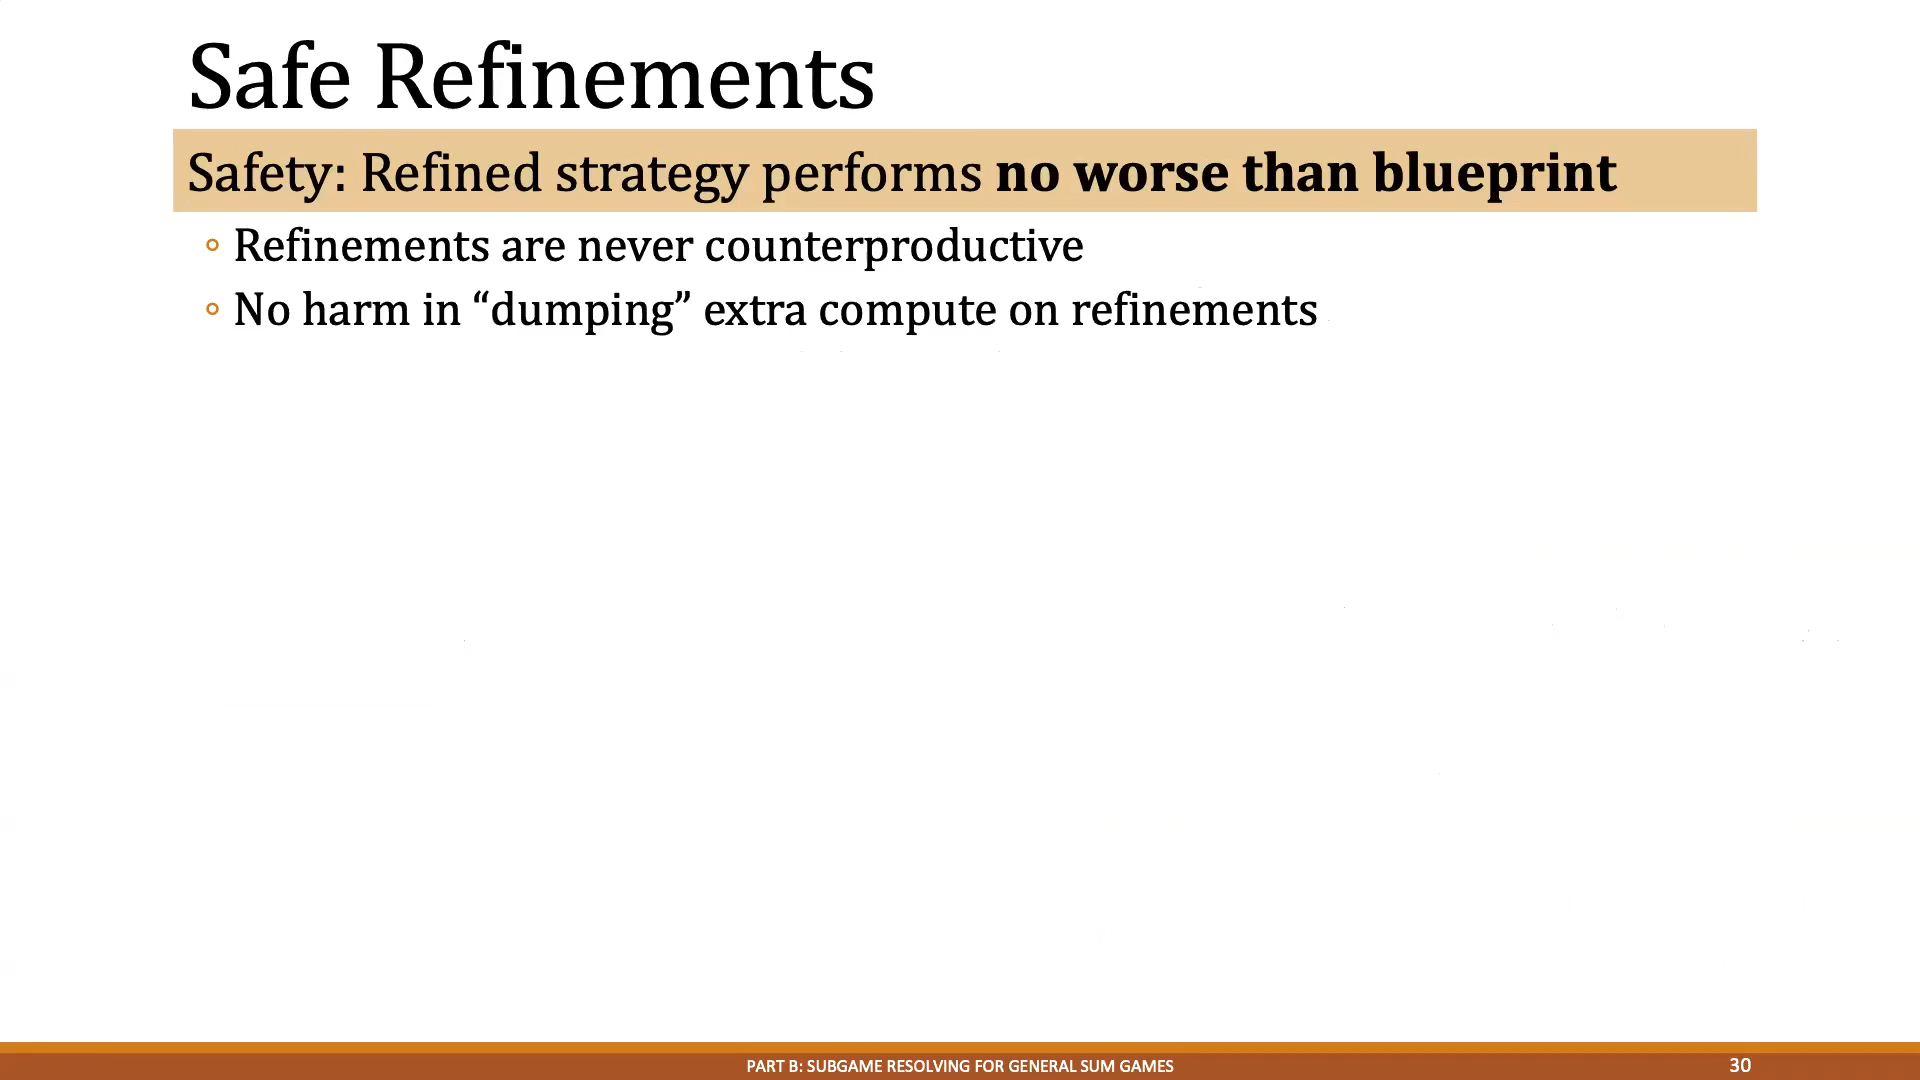 Safe Refinements
Safety: Refined strategy performs no worse than blueprint
◦ Refinements are never counterproductive
◦ No harm in “dumping” extra compute on refinements
PART B: SUBGAME RESOLVING FOR GENERAL SUM GAMES
30